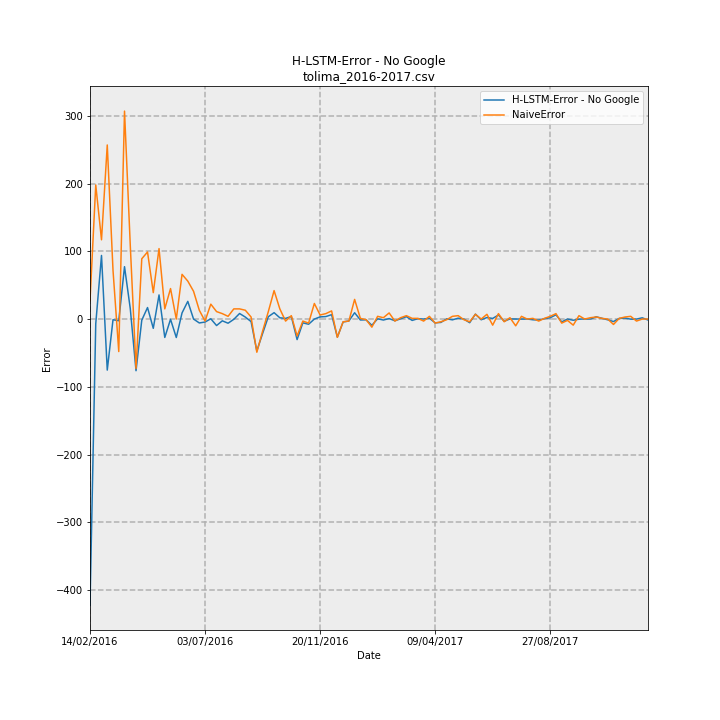 H-LSTM-Error - No Google
tolima_2016-2017.csv
H-LSTM-Error - No Google
NaiveError
300
200
100
0
−100
−200
−300
−400
Error
14/02/2016
03/07/2016
20/11/2016
09/04/2017
27/08/2017
Date